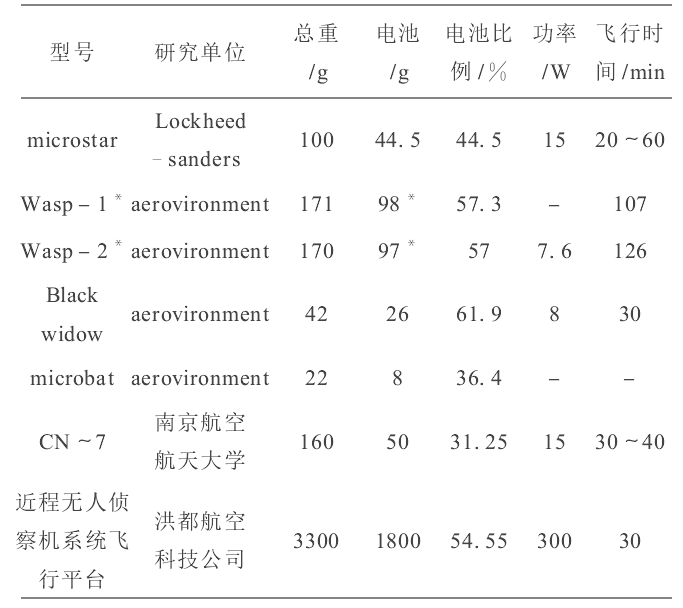 型号 研究单位 总重/g 电池/g 电池比例/% 功率/W 飞行时间/min
microstar Lockheed–sanders 100 44.5 44.5 15 20~60
Wasp–1* aerovironment 171 98* 57.3 – 107
Wasp–2* aerovironment 170 97* 57 7.6 126
Black widow aerovironment 42 26 61.9 8 30
microbat aerovironment 22 8 36.4 – –
CN~7 南京航空航天大学 160 50 31.25 15 30~40
近程无人侦察机系统飞行平台 洪都航空科技公司 3300 1800 54.55 300 30